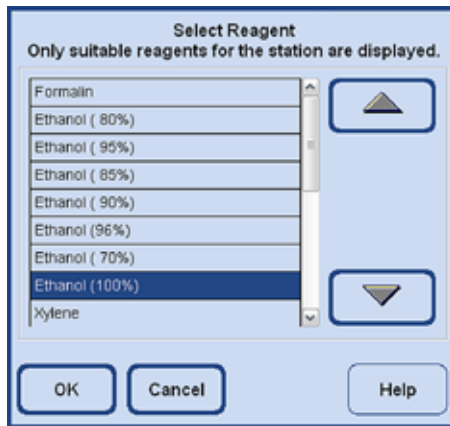 Select Reagent
Only suitable reagents for the station are displayed.
Formalin
Ethanol ( 80%)
Ethanol ( 95%)
Ethanol ( 85%)
Ethanol ( 90%)
Ethanol (96%)
Ethanol ( 70%)
Ethanol (100%)
Xylene
OK Cancel Help